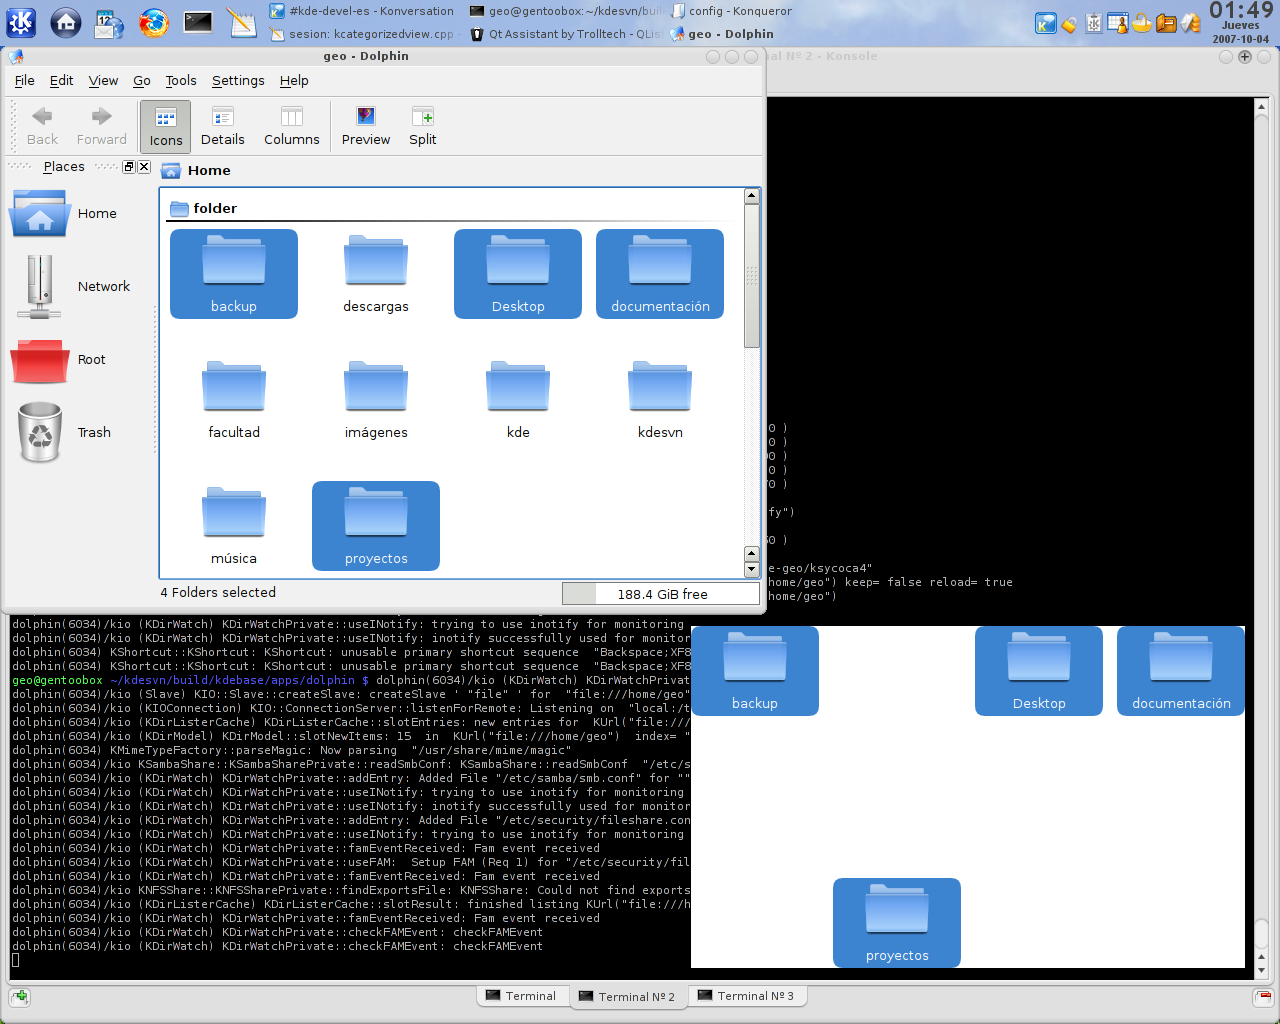 #kde-devel-es - Konversation
geo@gentoobox:~/kdesvn/bui
config - Konqueror
sesion: kcategorizedview.cpp
Qt Assistant by Trolltech - QLis
geo - Dolphin
01:49
Jueves
2007-10-04
geo - Dolphin
nal Nº 2 - Konsole
File Edit View Go Tools Settings Help
Back Forward Icons Details Columns Preview Split
Places
Home
Home
Network
Root
Trash
folder
backup descargas Desktop documentación
facultad imágenes kde kdesvn
música proyectos
4 Folders selected
188.4 GiB free
0 )
0 )
00 )
0 )
70 )
fy")
50 )
e-geo/ksycoca4"
home/geo") keep= false reload= true
home/geo")
dolphin(6034)/kio (KDirWatch) KDirWatchPrivate::useINotify: trying to use inotify for monitoring
dolphin(6034)/kio (KDirWatch) KDirWatchPrivate::useINotify: inotify successfully used for monitor
dolphin(6034) KShortcut::KShortcut: KShortcut: unusable primary shortcut sequence  "Backspace;XF8
dolphin(6034) KShortcut::KShortcut: KShortcut: unusable primary shortcut sequence  "Backspace;XF8
geo@gentoobox ~/kdesvn/build/kdebase/apps/dolphin $ dolphin(6034)/kio (KDirWatch) KDirWatchPrivat
dolphin(6034)/kio (Slave) KIO::Slave::createSlave: createSlave ' "file" ' for  "file:///home/geo"
dolphin(6034)/kio (KIOConnection) KIO::ConnectionServer::listenForRemote: Listening on  "local:/t
dolphin(6034)/kio (KDirListerCache) KDirListerCache::slotEntries: new entries for  KUrl("file:///
dolphin(6034)/kio (KDirModel) KDirModel::slotNewItems: 15  in  KUrl("file:///home/geo")  index= "
dolphin(6034) KMimeTypeFactory::parseMagic: Now parsing  "/usr/share/mime/magic"
dolphin(6034)/kio KSambaShare::KSambaSharePrivate::readSmbConf: KSambaShare::readSmbConf  "/etc/s
dolphin(6034)/kio (KDirWatch) KDirWatchPrivate::addEntry: Added File "/etc/samba/smb.conf" for ""
dolphin(6034)/kio (KDirWatch) KDirWatchPrivate::useINotify: trying to use inotify for monitoring
dolphin(6034)/kio (KDirWatch) KDirWatchPrivate::useINotify: inotify successfully used for monitor
dolphin(6034)/kio (KDirWatch) KDirWatchPrivate::addEntry: Added File "/etc/security/fileshare.con
dolphin(6034)/kio (KDirWatch) KDirWatchPrivate::useINotify: trying to use inotify for monitoring
dolphin(6034)/kio (KDirWatch) KDirWatchPrivate::famEventReceived: Fam event received
dolphin(6034)/kio (KDirWatch) KDirWatchPrivate::useFAM:  Setup FAM (Req 1) for "/etc/security/fil
dolphin(6034)/kio (KDirWatch) KDirWatchPrivate::famEventReceived: Fam event received
dolphin(6034)/kio KNFSShare::KNFSSharePrivate::findExportsFile: KNFSShare: Could not find exports
dolphin(6034)/kio (KDirListerCache) KDirListerCache::slotResult: finished listing KUrl("file:///h
dolphin(6034)/kio (KDirWatch) KDirWatchPrivate::famEventReceived: Fam event received
dolphin(6034)/kio (KDirWatch) KDirWatchPrivate::checkFAMEvent: checkFAMEvent
dolphin(6034)/kio (KDirWatch) KDirWatchPrivate::checkFAMEvent: checkFAMEvent
backup Desktop documentación
proyectos
Terminal Terminal Nº 2 Terminal Nº 3